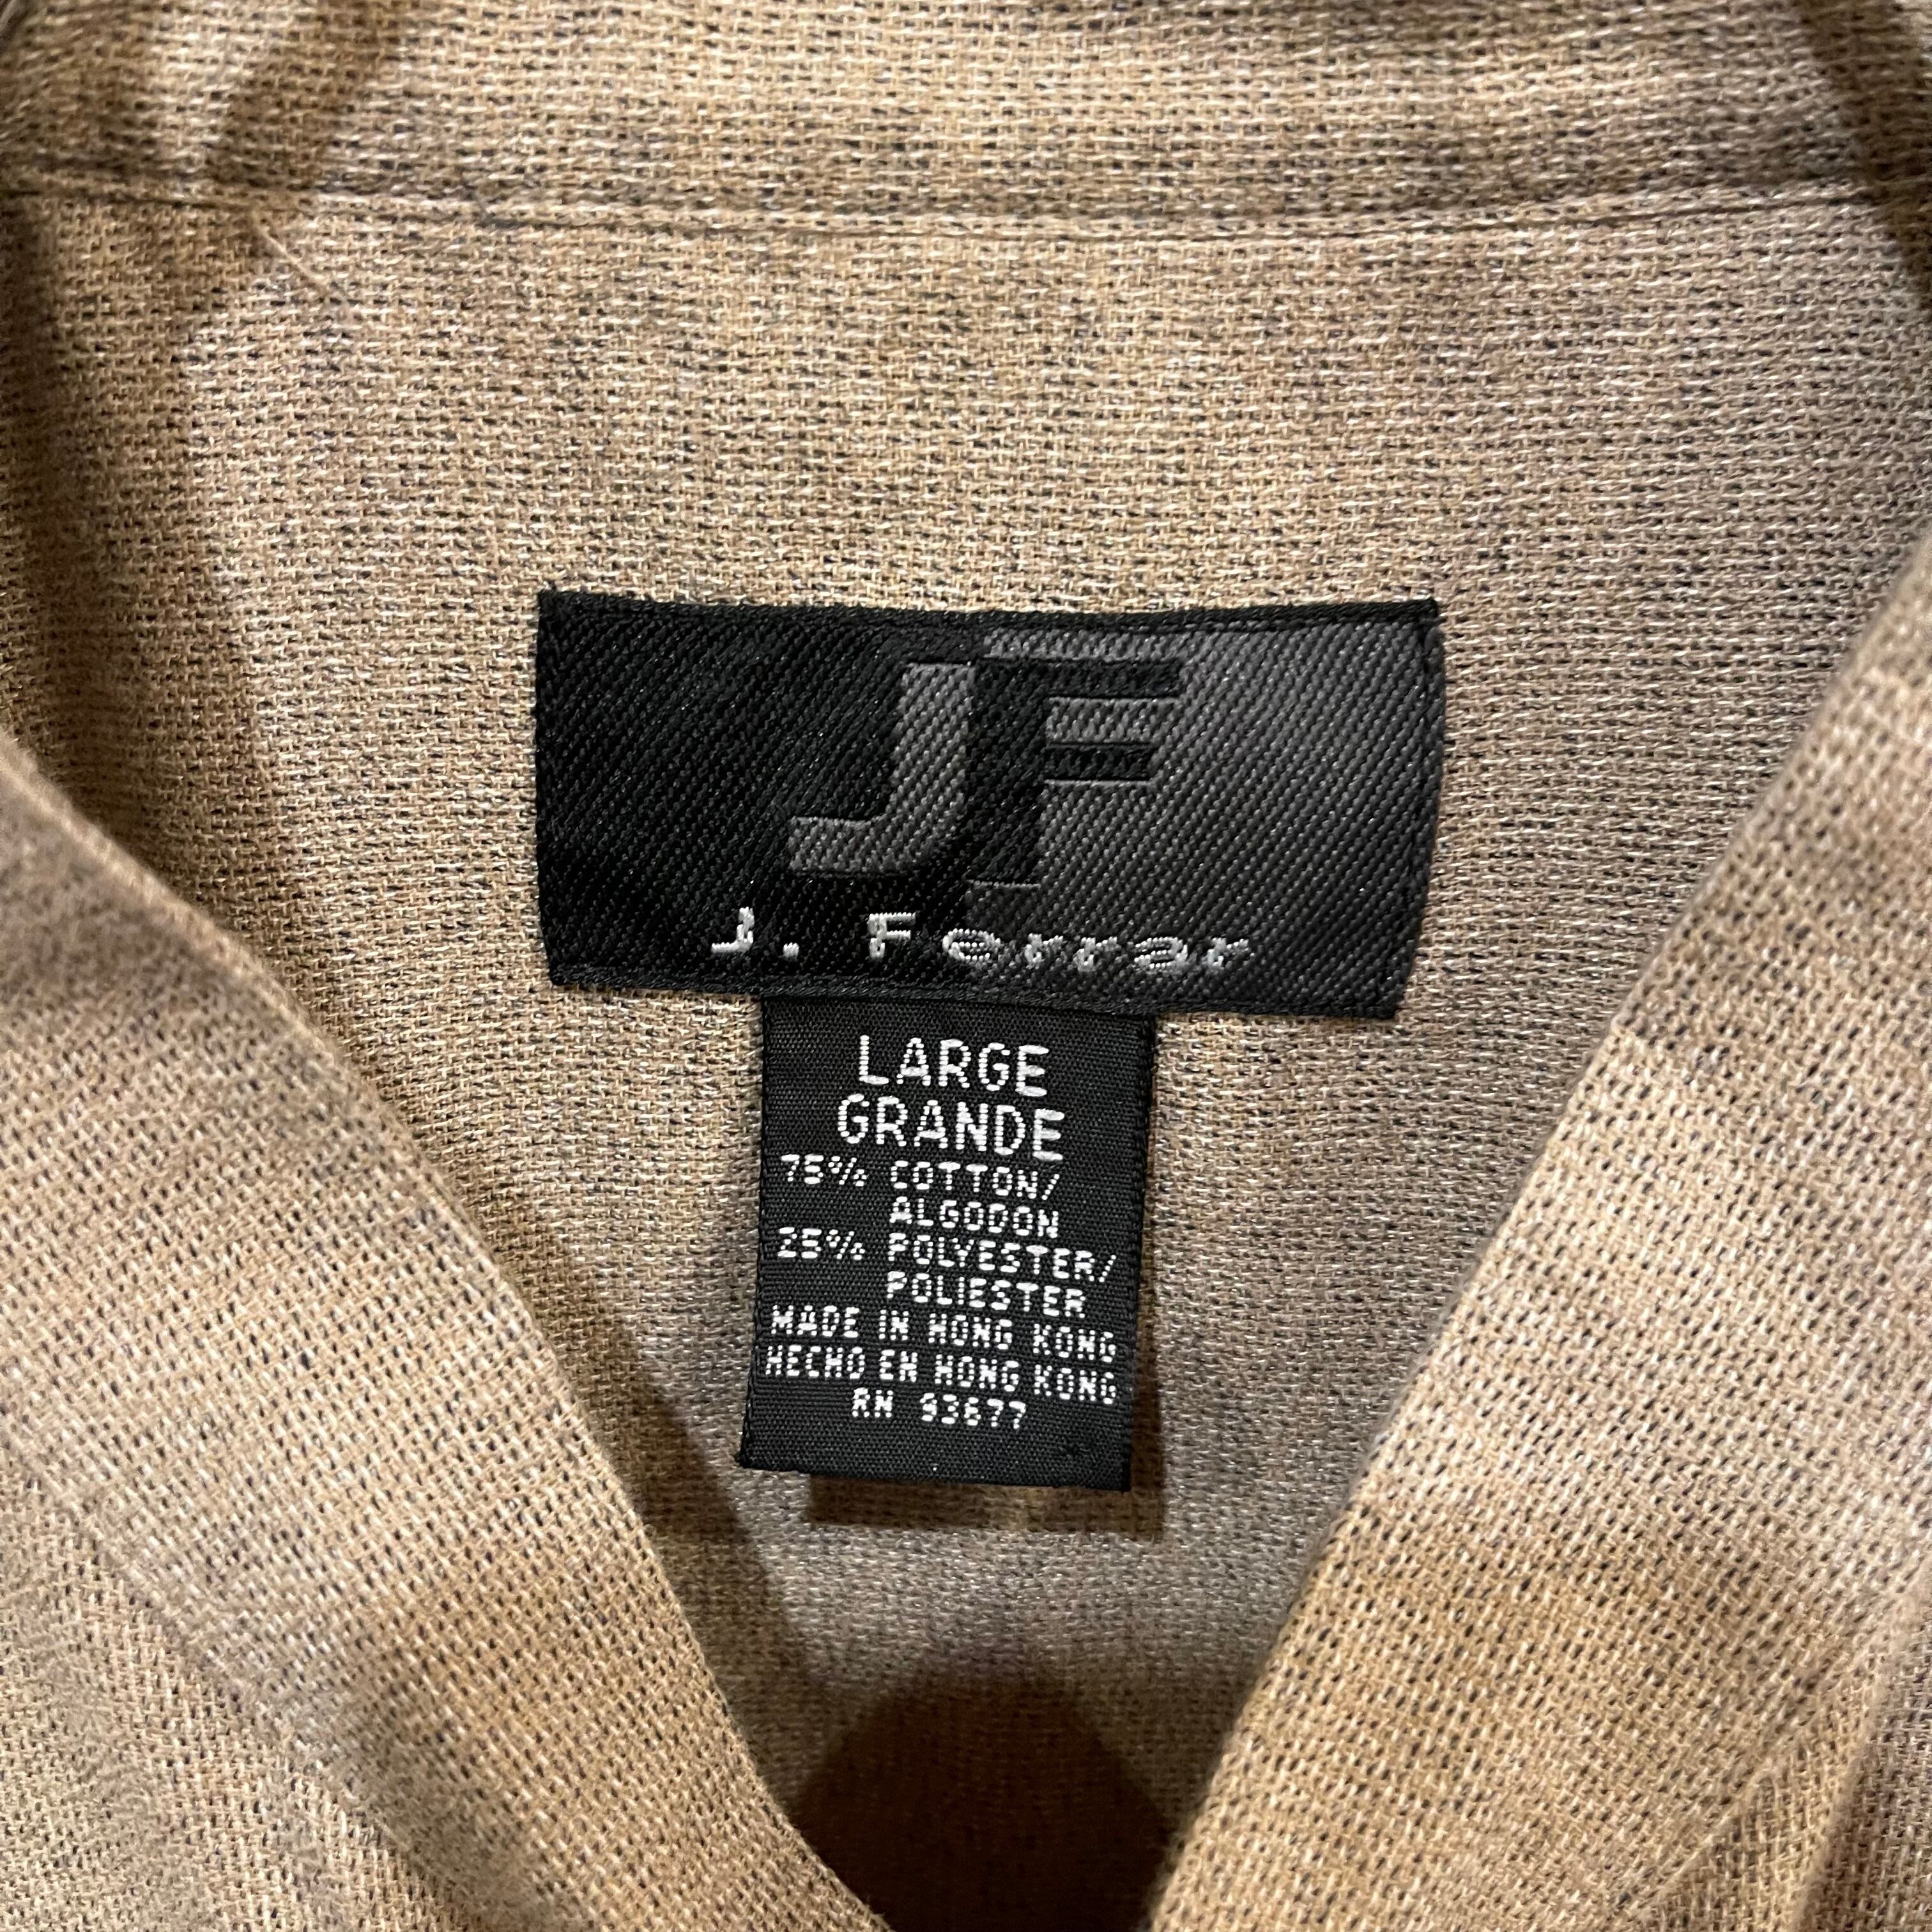 JF
J. Ferrar
LARGE
GRANDE
75% COTTON/
ALGODON
25% POLYESTER/
POLIESTER
MADE IN HONG KONG
HECHO EN HONG KONG
RN 93677